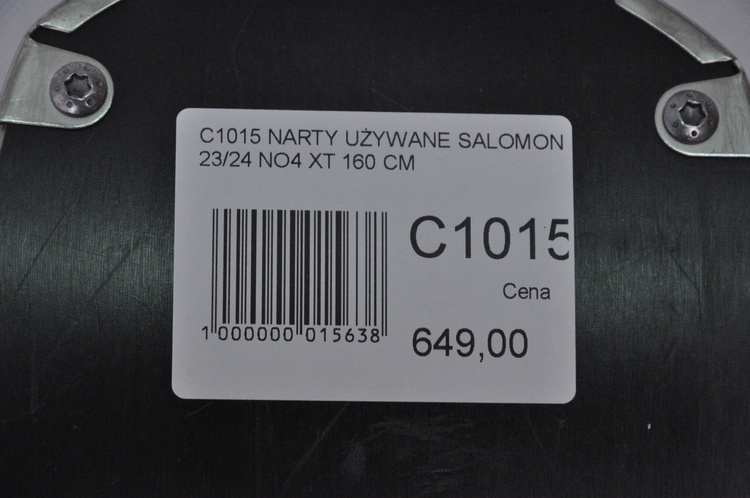 C1015 NARTY UŻYWANE SALOMON
23/24 NO4 XT 160 CM
C1015
Cena
1 000000 015638
649,00